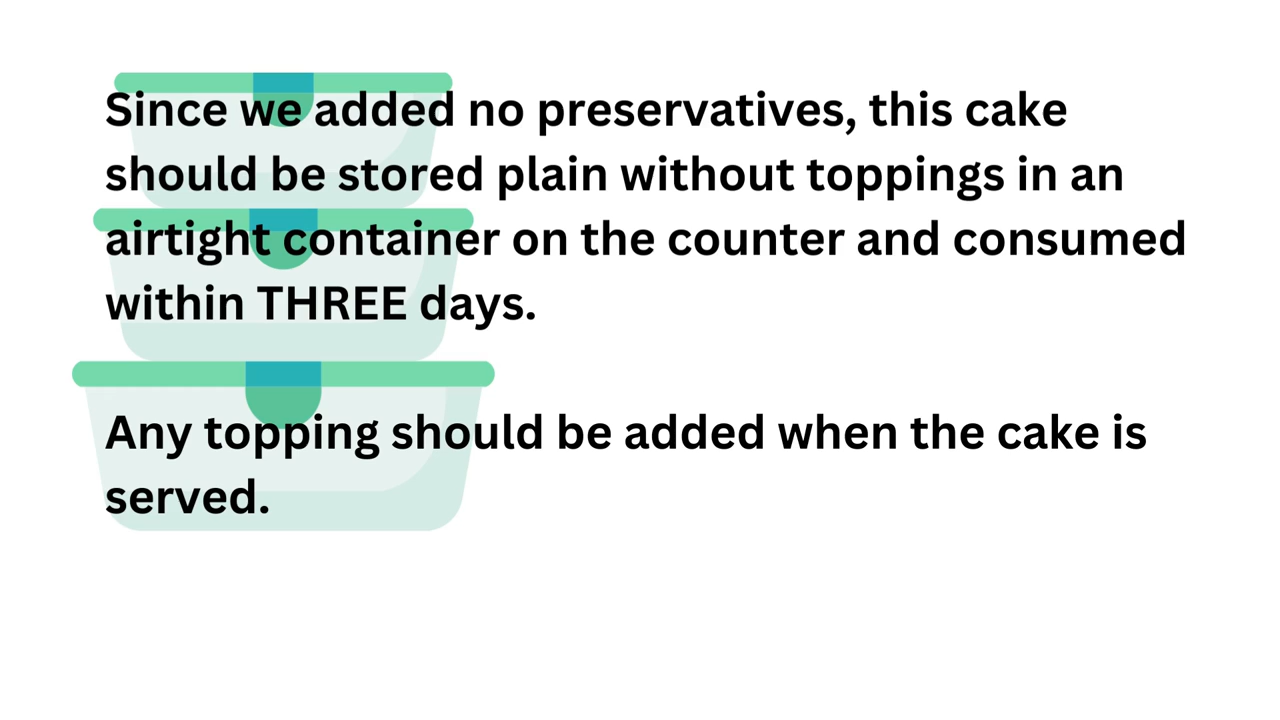 Since we added no preservatives, this cake
should be stored plain without toppings in an
airtight container on the counter and consumed
within THREE days.
Any topping should be added when the cake is
served.